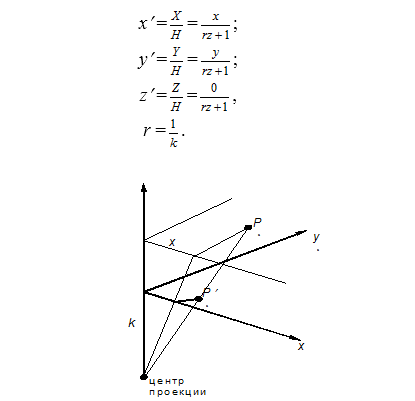 x′ = X/H = x/(rz+1);
y′ = Y/H = y/(rz+1);
z′ = Z/H = 0/(rz+1),
r = 1/k.
P
.
x
y
.
P′
.
k
x
центр
проекции